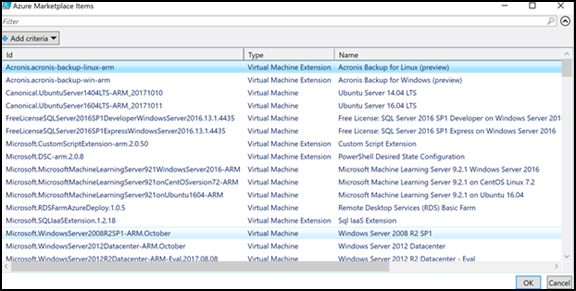 Azure Marketplace Items
Filter
Add criteria
Id Type Name
Acronis.acronis-backup-linux-arm Virtual Machine Extension Acronis Backup for Linux (preview)
Acronis.acronis-backup-win-arm Virtual Machine Extension Acronis Backup for Windows (preview)
Canonical.UbuntuServer1404LTS-ARM_20171010 Virtual Machine Ubuntu Server 14.04 LTS
Canonical.UbuntuServer1604LTS-ARM_20171011 Virtual Machine Ubuntu Server 16.04 LTS
FreeLicenseSQLServer2016SP1DeveloperWindowsServer2016.13.1.4435 Virtual Machine Free License: SQL Server 2016 SP1 Developer on Windows Server 2016
FreeLicenseSQLServer2016SP1ExpressWindowsServer2016.13.1.4435 Virtual Machine Free License: SQL Server 2016 SP1 Express on Windows Server 2016
Microsoft.CustomScriptExtension-arm.2.0.50 Virtual Machine Extension Custom Script Extension
Microsoft.DSC-arm.2.0.8 Virtual Machine Extension PowerShell Desired State Configuration
Microsoft.MicrosoftMachineLearningServer921WindowsServer2016-ARM Virtual Machine Microsoft Machine Learning Server 9.2.1 Windows Server 2016
Microsoft.MicrosoftMachineLearningServer921onCentOSversion72-ARM Virtual Machine Microsoft Machine Learning Server 9.2.1 on CentOS Linux 7.2
Microsoft.MicrosoftMachineLearningServer921onUbuntu1604-ARM Virtual Machine Microsoft Machine Learning Server 9.2.1 on Ubuntu 16.04
Microsoft.RDSFarmAzureDeploy.1.0.5 Virtual Machine Remote Desktop Services (RDS) Basic Farm
Microsoft.SQLIaaSExtension.1.2.18 Virtual Machine Extension Sql IaaS Extension
Microsoft.WindowsServer2008R2SP1-ARM.October Virtual Machine Windows Server 2008 R2 SP1
Microsoft.WindowsServer2012Datacenter-ARM.October Virtual Machine Windows Server 2012 Datacenter
Microsoft.WindowsServer2012R2Datacenter-ARM-Eval.2017.08.08 Virtual Machine Windows Server 2012 R2 Datacenter - Eval
OK Cancel